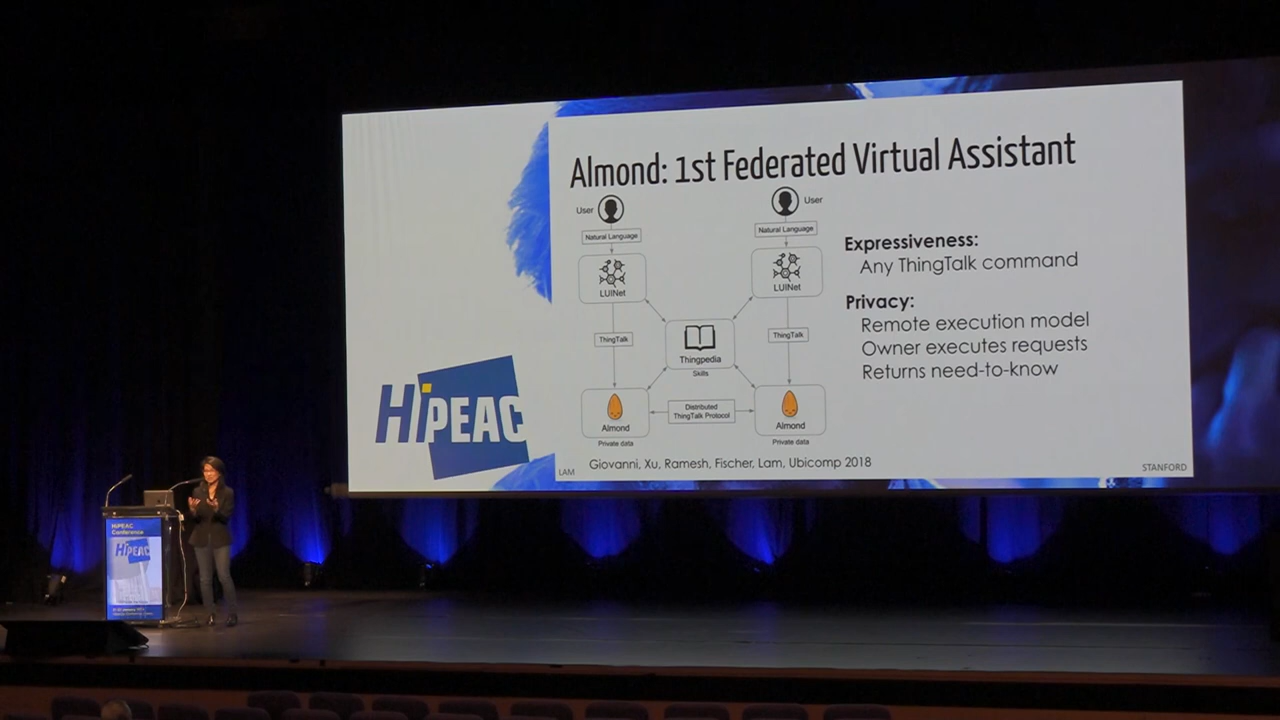 Almond: 1st Federated Virtual Assistant
User
User
Natural Language
Natural Language
LUINet
LUINet
ThingTalk
ThingTalk
Thingpedia
Skills
Distributed
ThingTalk Protocol
Almond
Almond
Private data
Private data
Expressiveness:
Any ThingTalk command
Privacy:
Remote execution model
Owner executes requests
Returns need-to-know
Giovanni, Xu, Ramesh, Fischer, Lam, Ubicomp 2018
LAM
STANFORD
HiPEAC
HiPEAC
Conference
HiPEAC